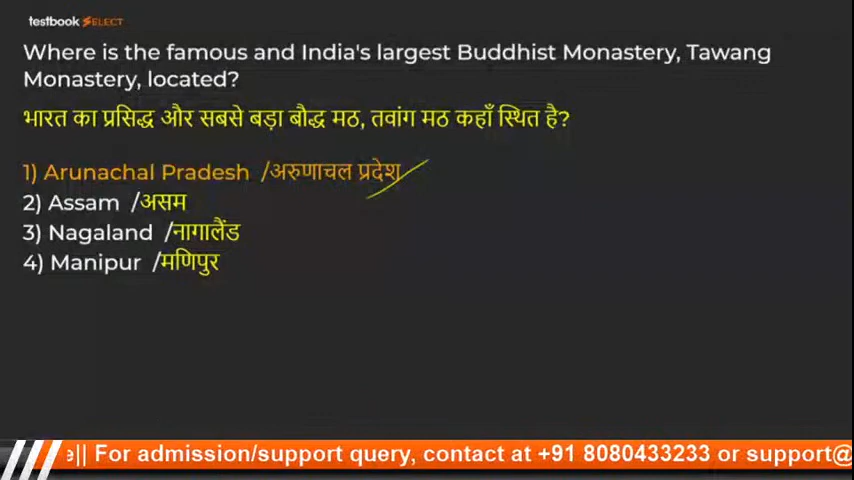 testbook SELECT
Where is the famous and India's largest Buddhist Monastery, Tawang
Monastery, located?
भारत का प्रसिद्ध और सबसे बड़ा बौद्ध मठ, तवांग मठ कहाँ स्थित है?
1) Arunachal Pradesh /अरुणाचल प्रदेश
2) Assam /असम
3) Nagaland /नागालैंड
4) Manipur /मणिपुर
|| For admission/support query, contact at +91 8080433233 or support@